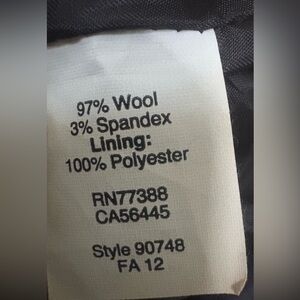 97% Wool
3% Spandex
Lining:
100% Polyester
RN77388
CA56445
Style 90748
FA 12